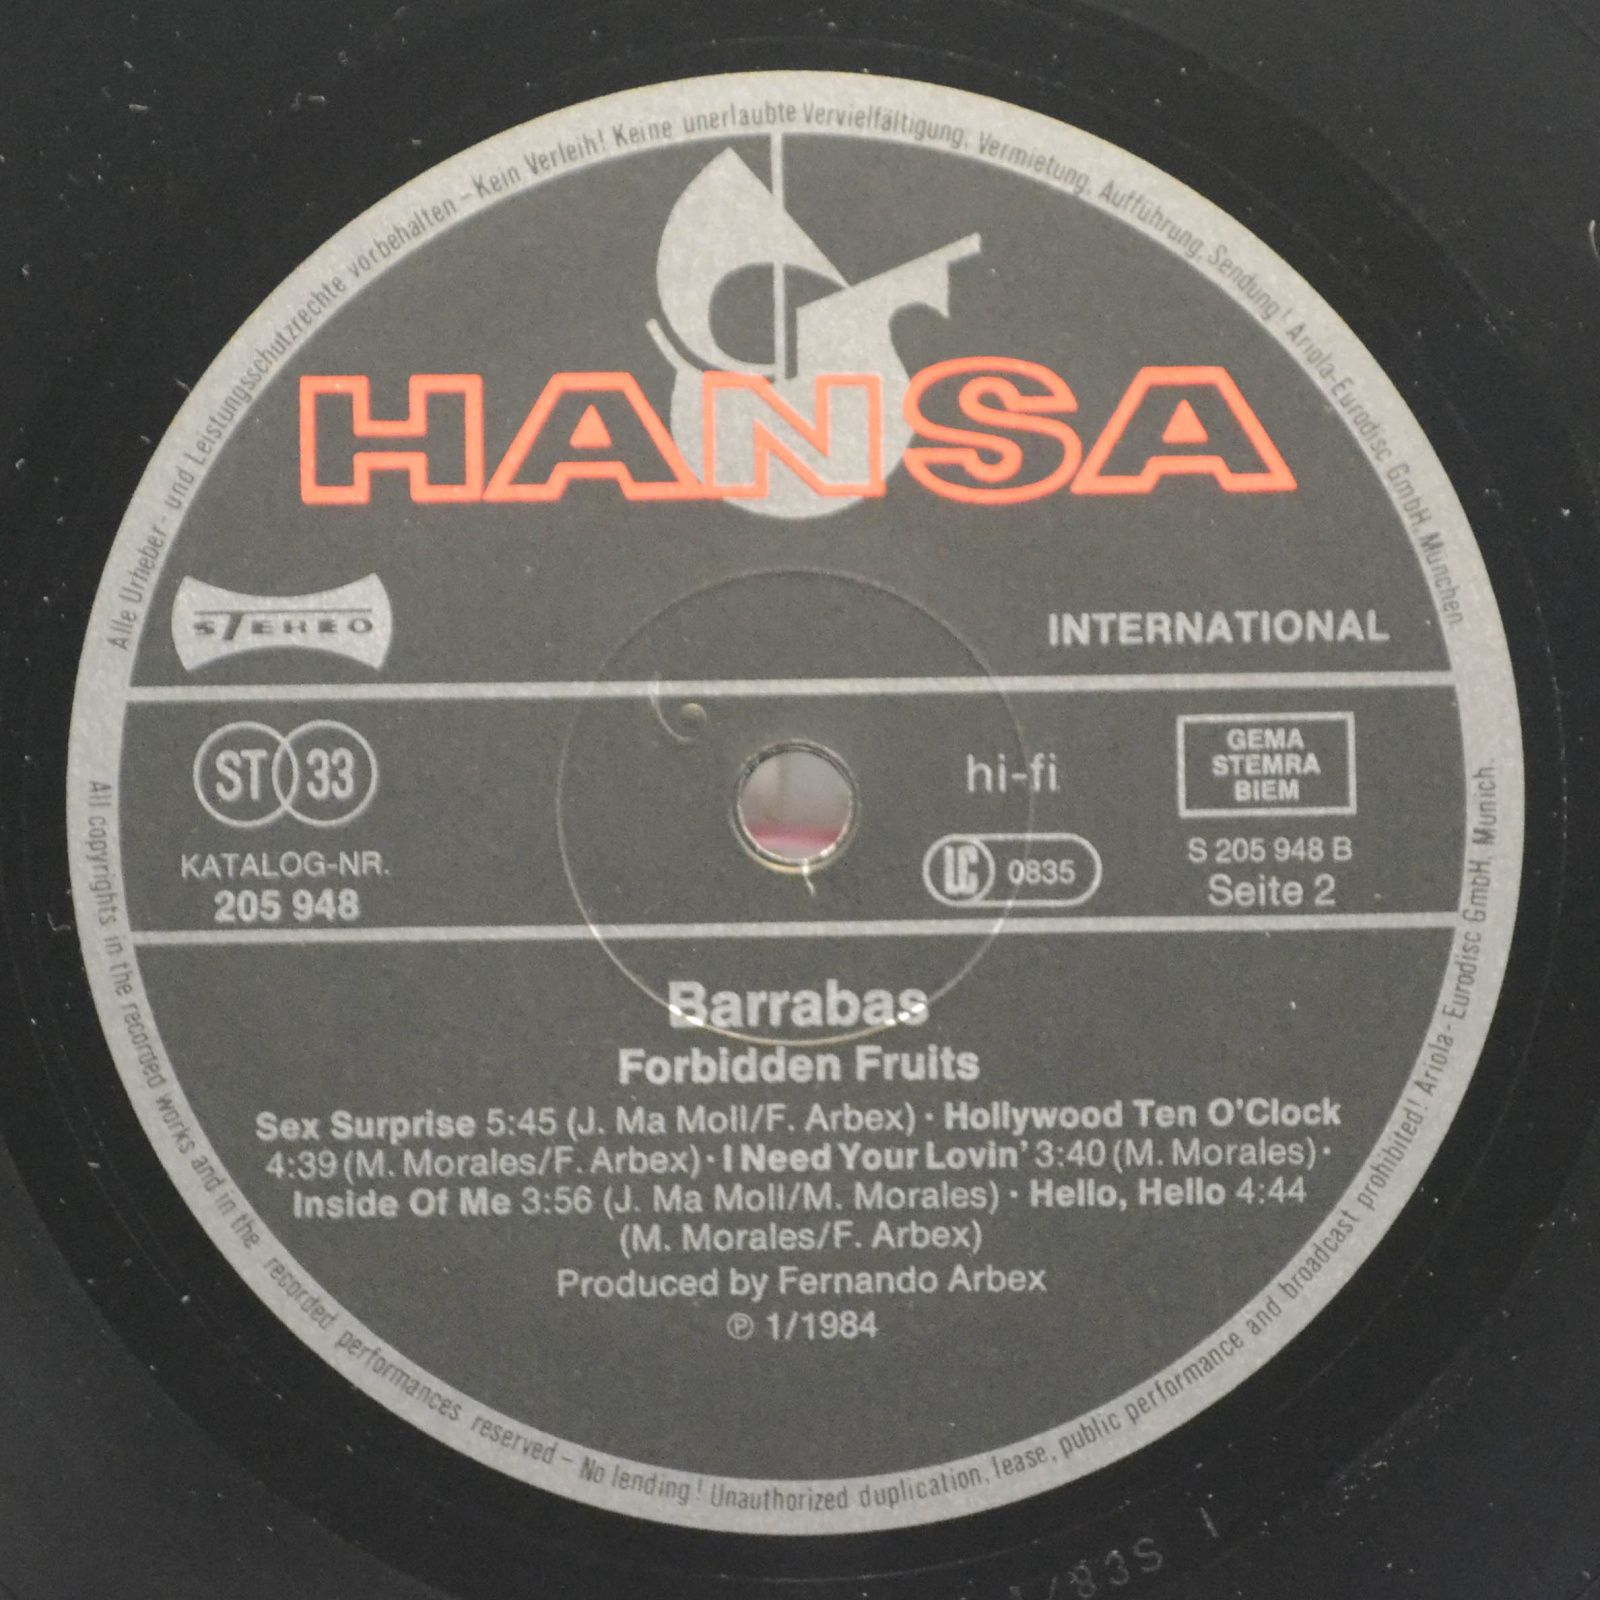 Alle Urheber- und Leistungsschutzrechte vorbehalten – Kein Verleih! Keine unerlaubte Vervielfältigung, Vermietung, Aufführung, Sendung! Ariola-Eurodisc GmbH, München
HANSA
STEREO
INTERNATIONAL
ST 33
hi-fi
GEMA
STEMRA
BIEM
KATALOG-NR.
205 948
LC 0835
S 205 948 B
Seite 2
Barrabas
Forbidden Fruits
Sex Surprise 5:45 (J. Ma Moll/F. Arbex) · Hollywood Ten O'Clock
4:39 (M. Morales/F. Arbex) · I Need Your Lovin' 3:40 (M. Morales) ·
Inside Of Me 3:56 (J. Ma Moll/M. Morales) · Hello, Hello 4:44
(M. Morales/F. Arbex)
Produced by Fernando Arbex
℗ 1/1984
All copyrights in the recorded works and in the recorded performances reserved – No lending! Unauthorized duplication, lease, public performance and broadcast prohibited! Ariola-Eurodisc GmbH, Munich.